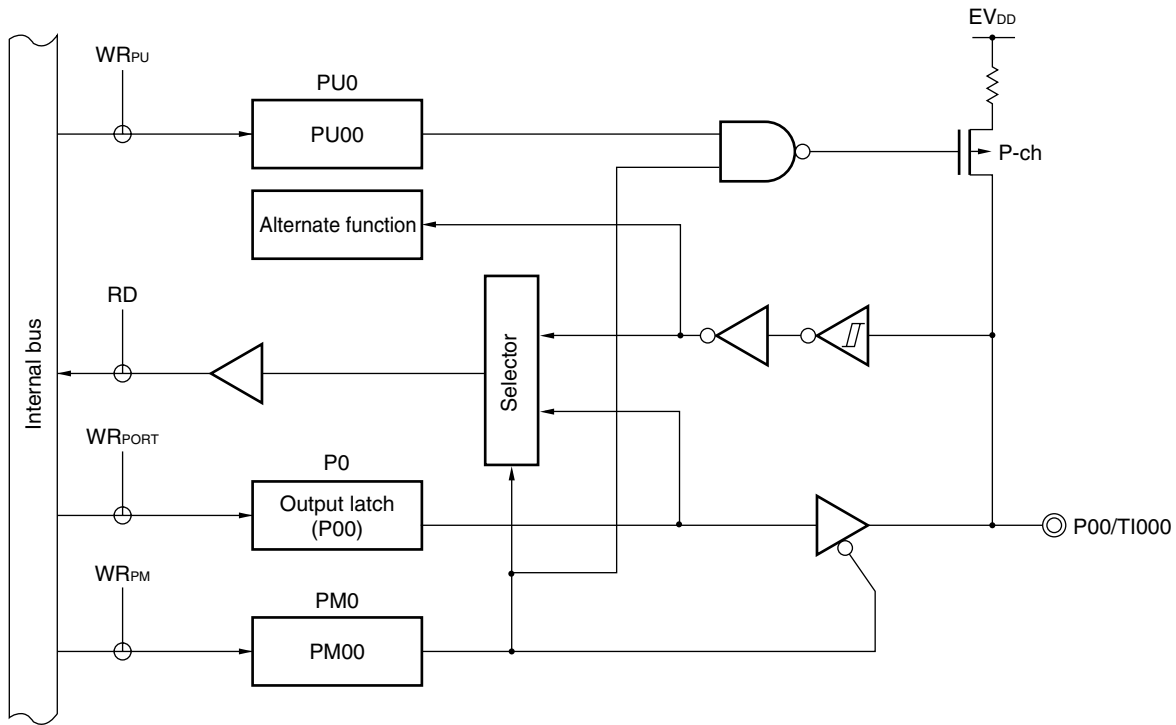 EVDD
WRPU
PU0
PU00
P-ch
Alternate function
RD
Internal bus
Selector
WRPORT
P0
Output latch
(P00)
P00/TI000
WRPM
PM0
PM00